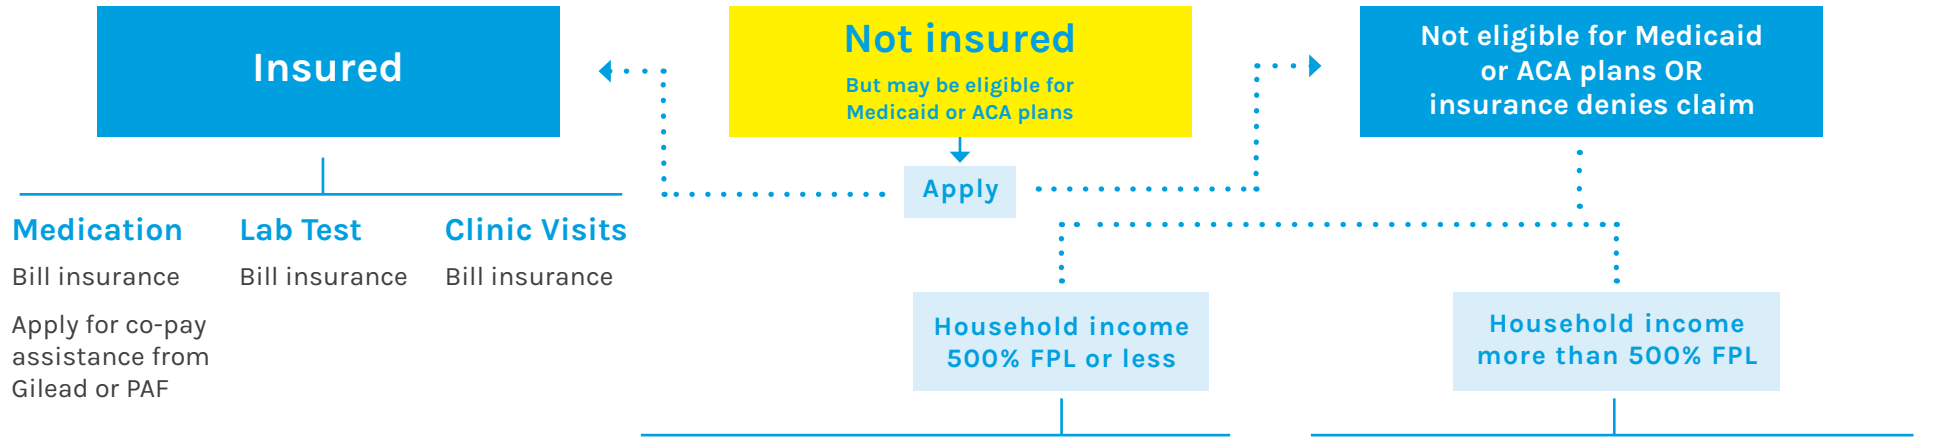 Insured
Not insured
But may be eligible for
Medicaid or ACA plans
Not eligible for Medicaid
or ACA plans OR
insurance denies claim
Apply
Medication
Bill insurance
Apply for co-pay
assistance from
Gilead or PAF
Lab Test
Bill insurance
Clinic Visits
Bill insurance
Household income
500% FPL or less
Household income
more than 500% FPL